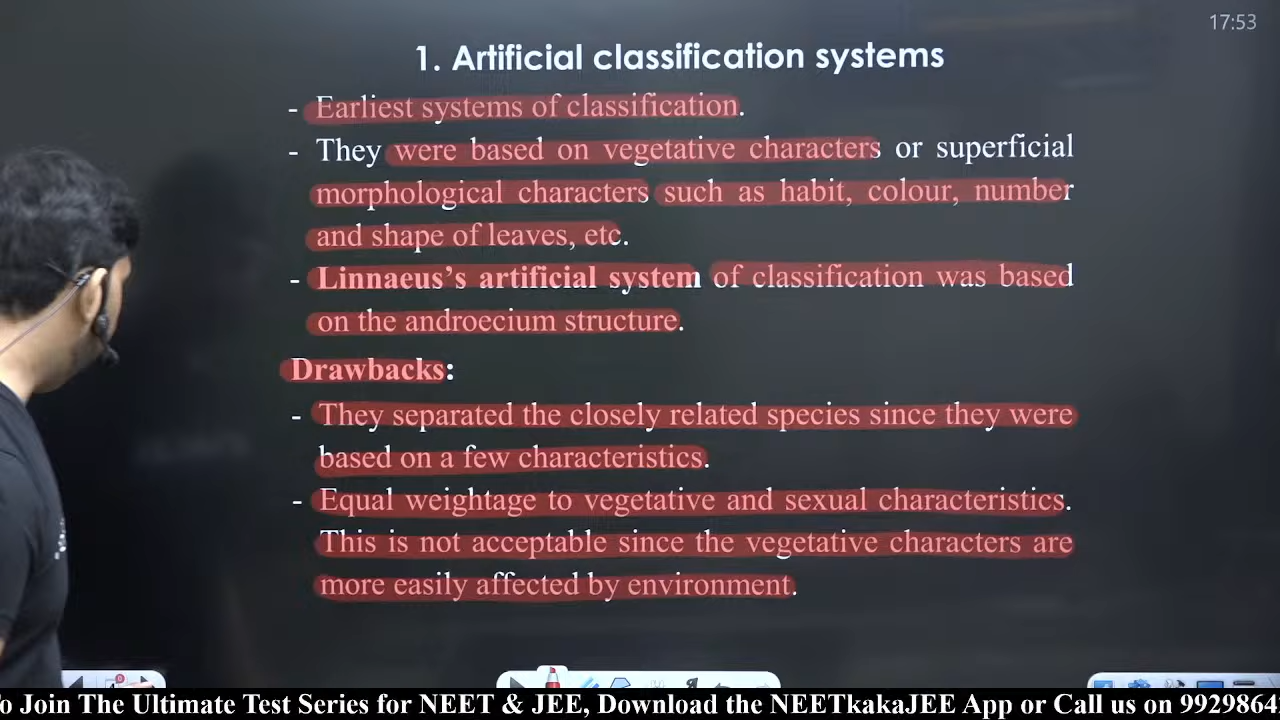 17:53
1. Artificial classification systems
- Earliest systems of classification.
- They were based on vegetative characters or superficial
morphological characters such as habit, colour, number
and shape of leaves, etc.
- Linnaeus's artificial system of classification was based
on the androecium structure.
Drawbacks:
- They separated the closely related species since they were
based on a few characteristics.
- Equal weightage to vegetative and sexual characteristics.
This is not acceptable since the vegetative characters are
more easily affected by environment.
o Join The Ultimate Test Series for NEET & JEE, Download the NEETkakaJEE App or Call us on 9929864